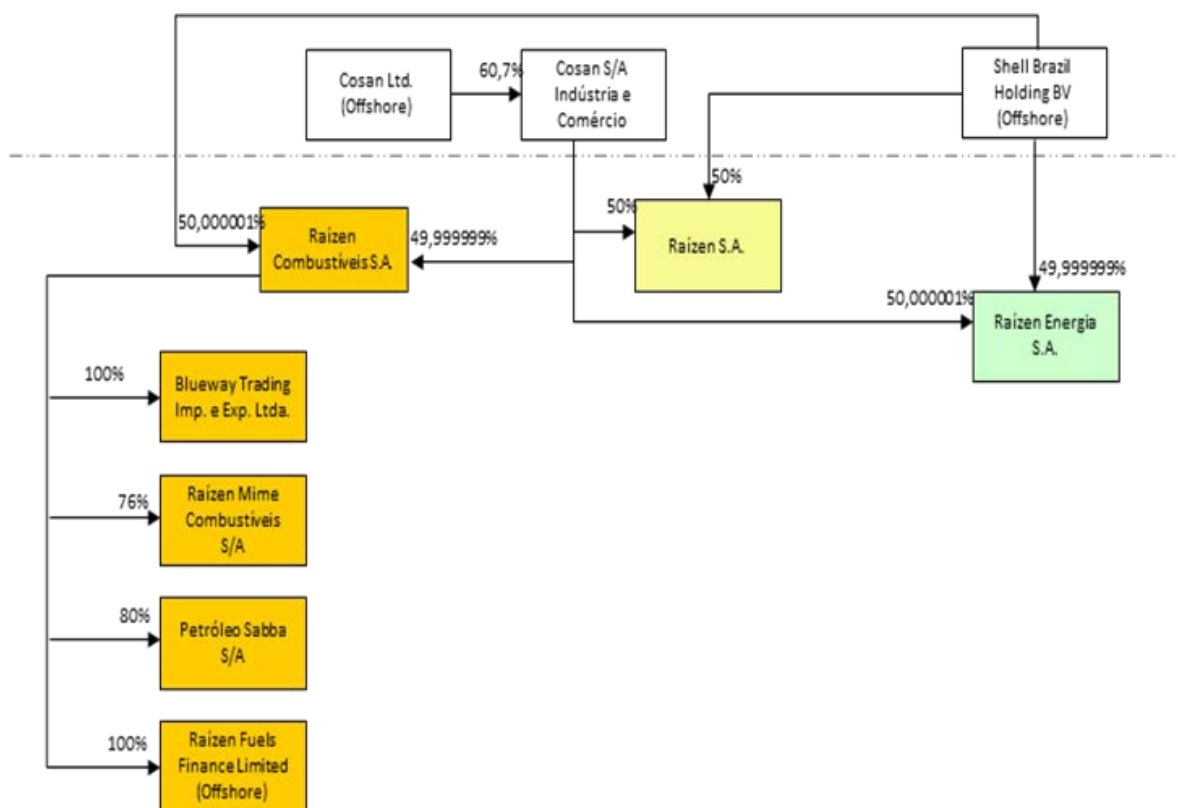 Cosan Ltd.
(Offshore)
60,7%
Cosan S/A
Indústria e
Comércio
Shell Brazil
Holding BV
(Offshore)
50%
50,000001%
Raízen
Combustíveis S.A.
49,999999%
50%
Raízen S.A.
49,999999%
50,000001%
Raízen Energia
S.A.
100%
Blueway Trading
Imp. e Exp. Ltda.
76%
Raízen Mime
Combustíveis
S/A
80%
Petróleo Sabba
S/A
100%
Raízen Fuels
Finance Limited
(Offshore)